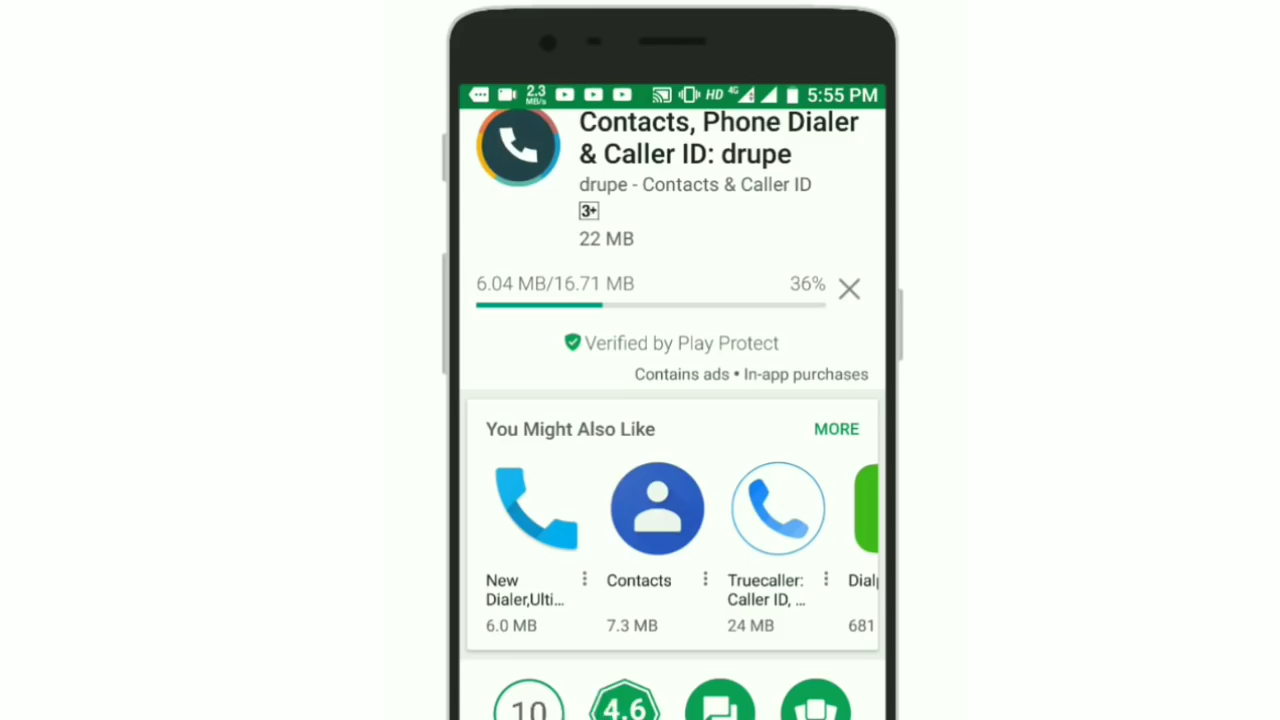 2.3
MB/s
HD
4G
5:55 PM
Contacts, Phone Dialer
& Caller ID: drupe
drupe - Contacts & Caller ID
3+
22 MB
6.04 MB/16.71 MB
36%
Verified by Play Protect
Contains ads • In-app purchases
You Might Also Like
MORE
New
Dialer,Ulti...
6.0 MB
Contacts
7.3 MB
Truecaller:
Caller ID, ...
24 MB
681
10
4.6